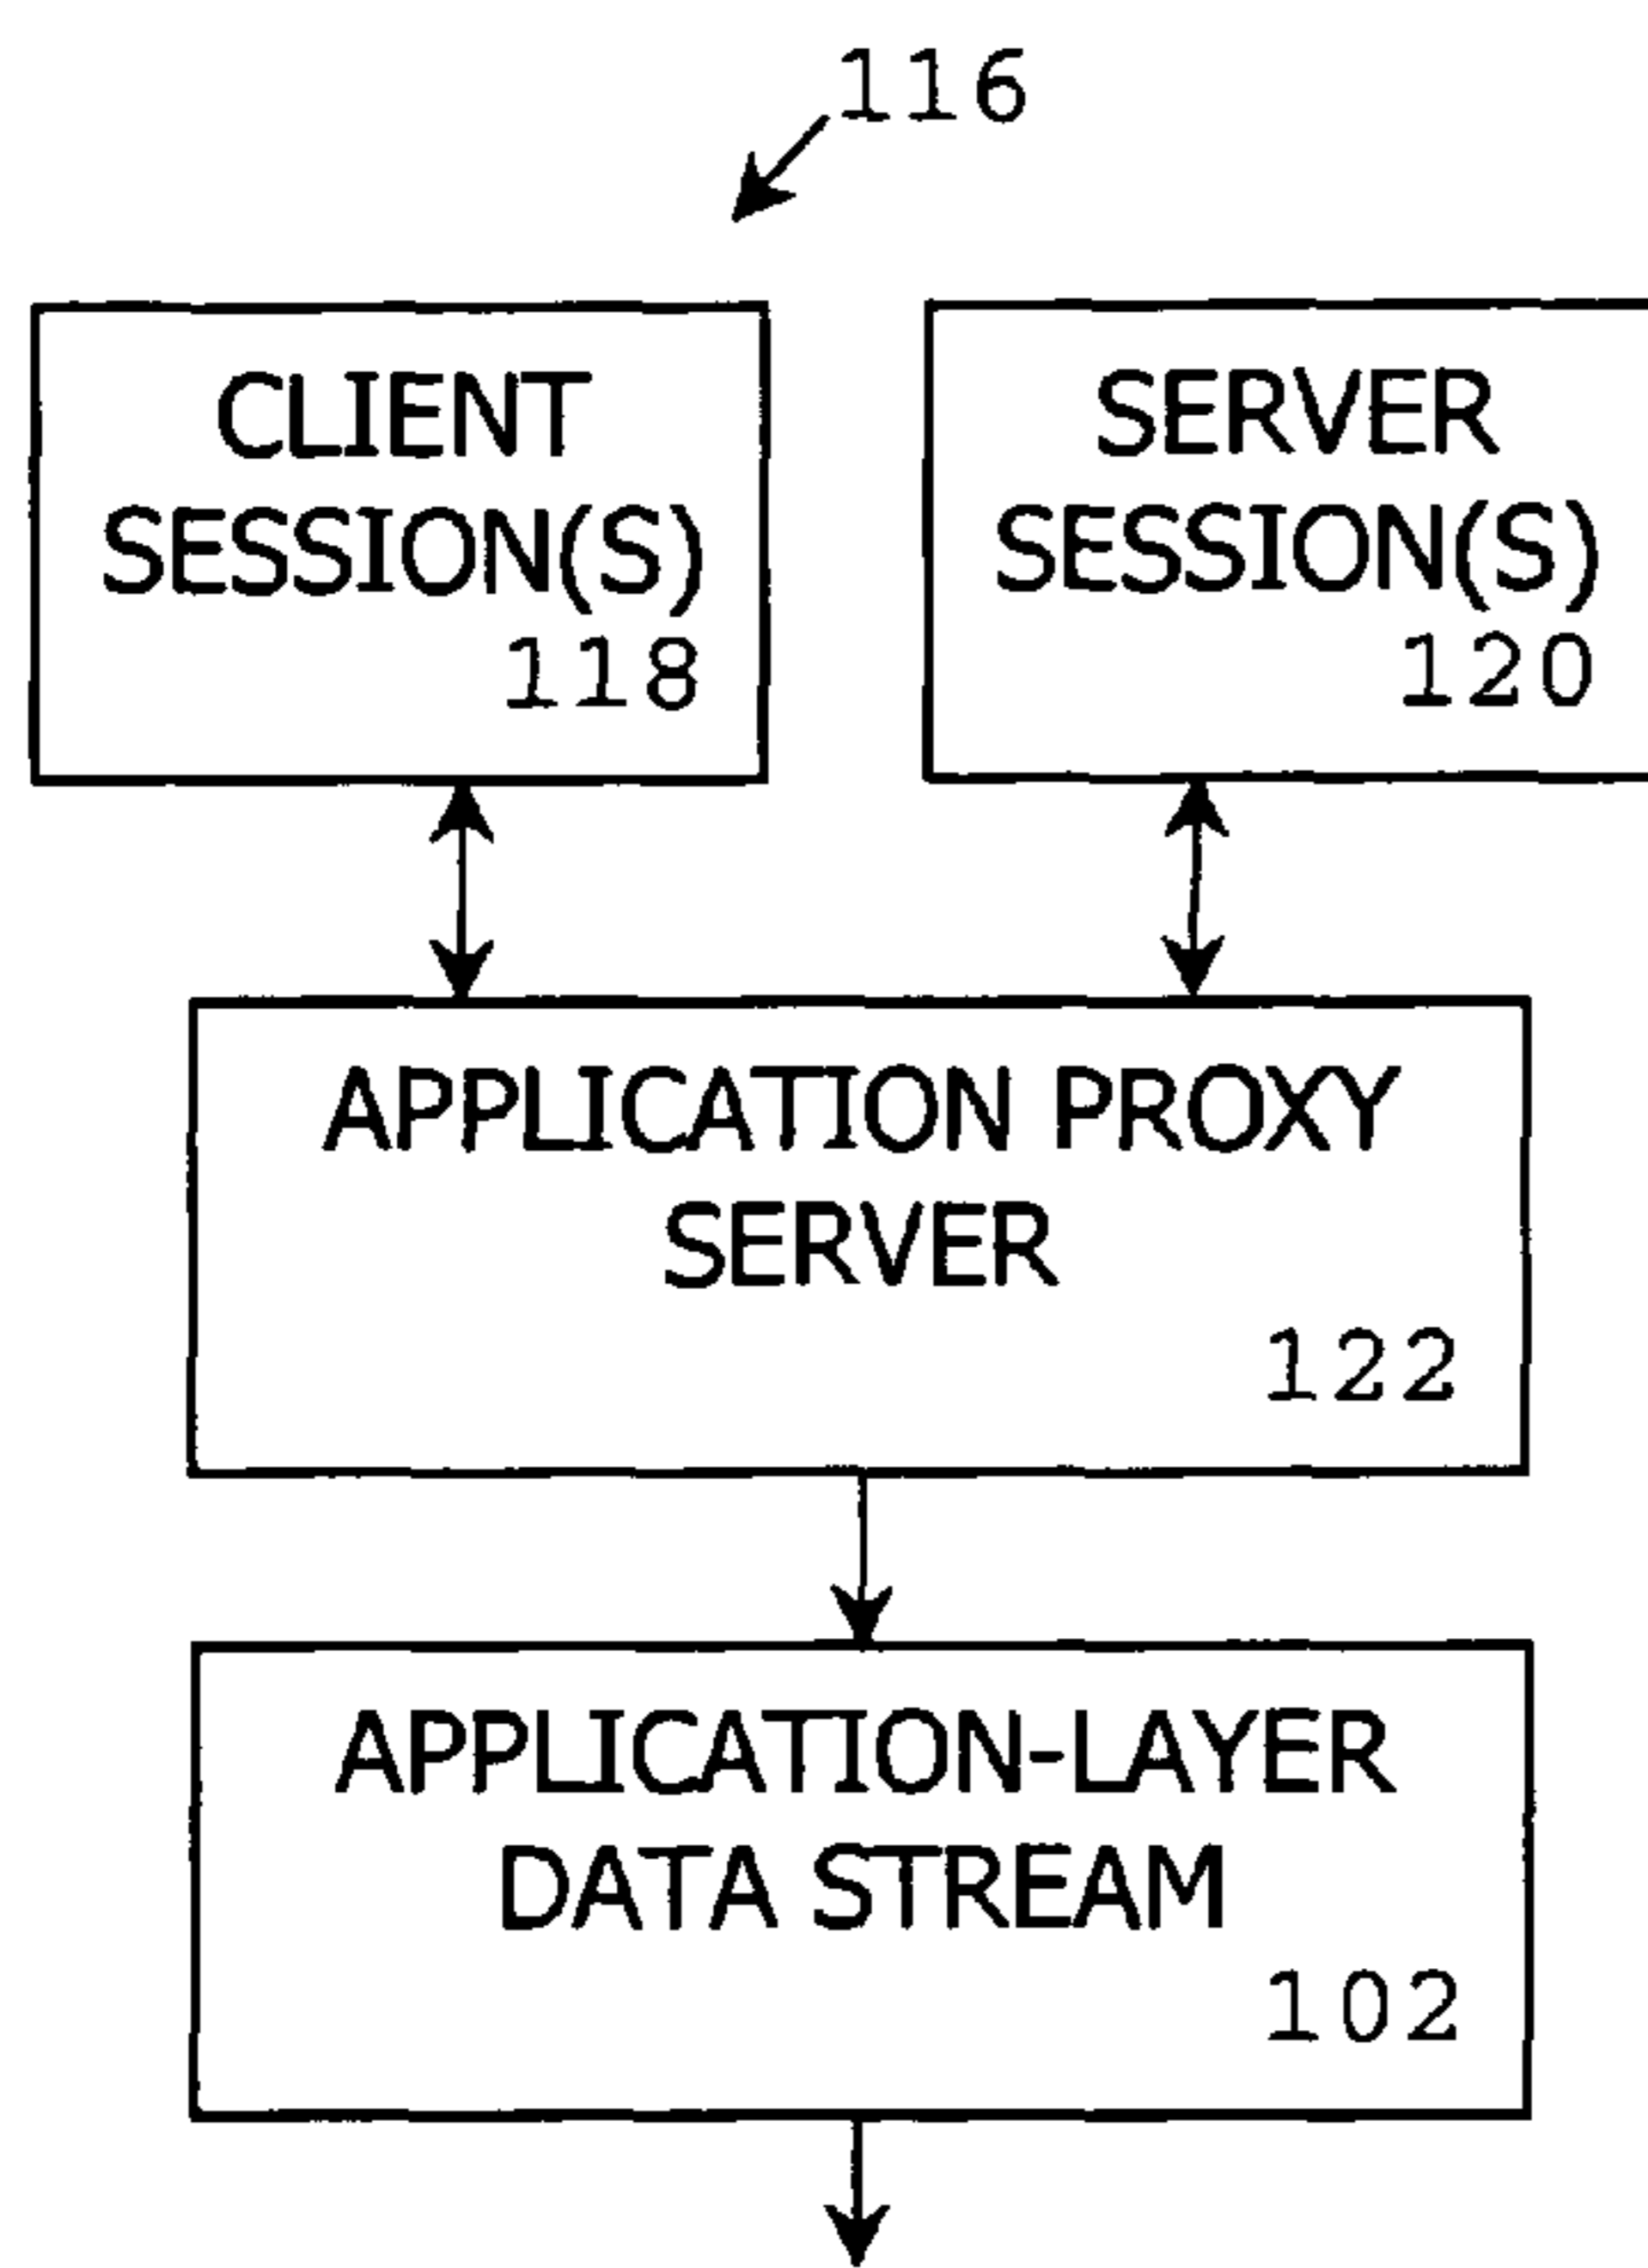 116
CLIENT
SESSION(S)
118
SERVER
SESSION(S)
120
APPLICATION PROXY
SERVER
122
APPLICATION-LAYER
DATA STREAM
102